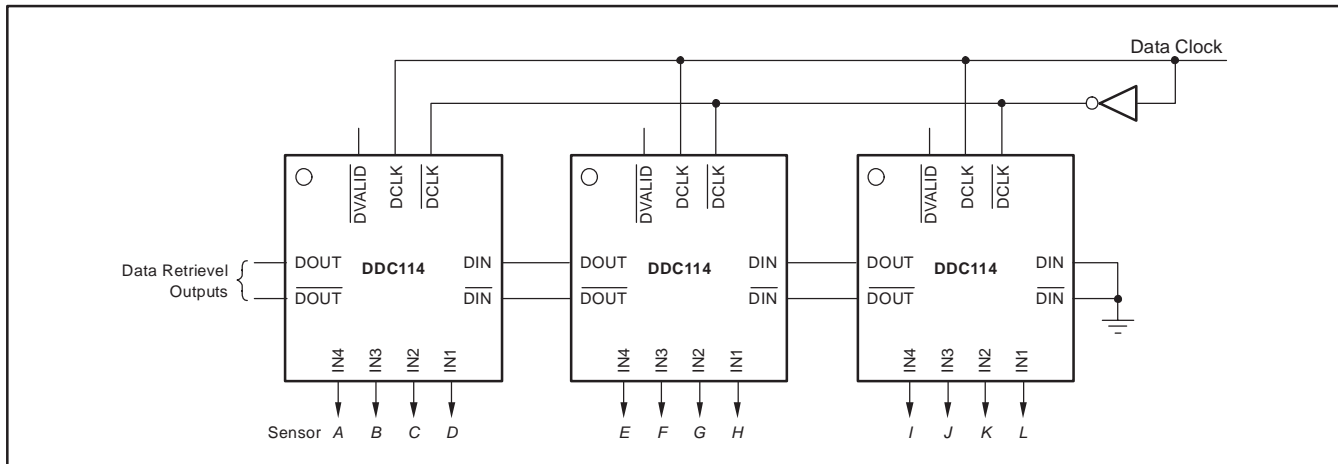 Data Clock
DVALID DCLK DCLK DVALID DCLK DCLK DVALID DCLK DCLK
Data Retrievel
Outputs
DOUT DDC114 DIN DOUT DDC114 DIN DOUT DDC114 DIN
DOUT DIN DOUT DIN DOUT DIN
IN4 IN3 IN2 IN1 IN4 IN3 IN2 IN1 IN4 IN3 IN2 IN1
Sensor A B C D E F G H I J K L